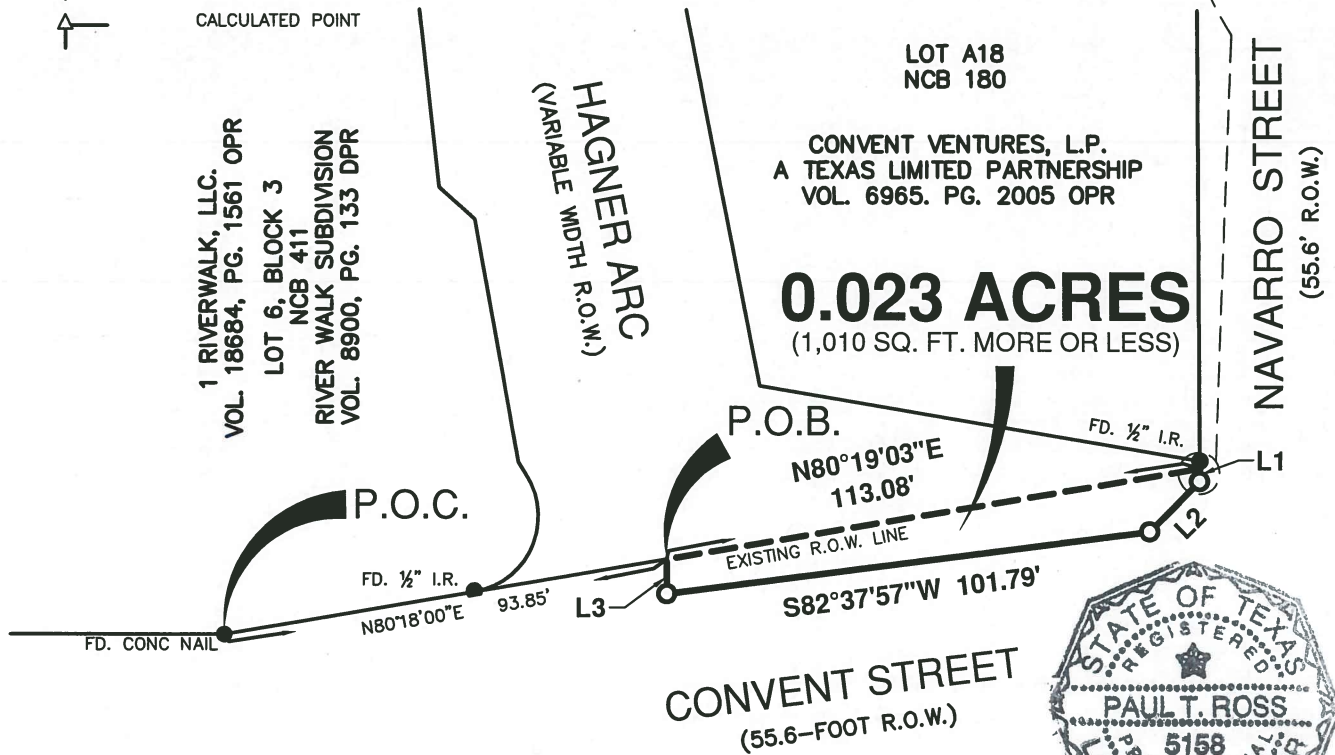 CALCULATED POINT
1 RIVERWALK, LLC.
VOL. 18684, PG. 1561 OPR
LOT 6, BLOCK 3
NCB 411
RIVER WALK SUBDIVISION
VOL. 8900, PG. 133 DPR
HAGNER ARC
(VARIABLE WIDTH R.O.W.)
LOT A18
NCB 180
CONVENT VENTURES, L.P.
A TEXAS LIMITED PARTNERSHIP
VOL. 6965. PG. 2005 OPR
0.023 ACRES
(1,010 SQ. FT. MORE OR LESS)
NAVARRO STREET
(55.6' R.O.W.)
P.O.B.
N80°19'03"E
113.08'
FD. ½" I.R.
L1
L2
EXISTING R.O.W. LINE
P.O.C.
FD. ½" I.R.
N80°18'00"E
93.85'
L3
S82°37'57"W 101.79'
FD. CONC NAIL
CONVENT STREET
(55.6-FOOT R.O.W.)
STATE OF TEXAS
REGISTERED
PAUL T. ROSS
5158